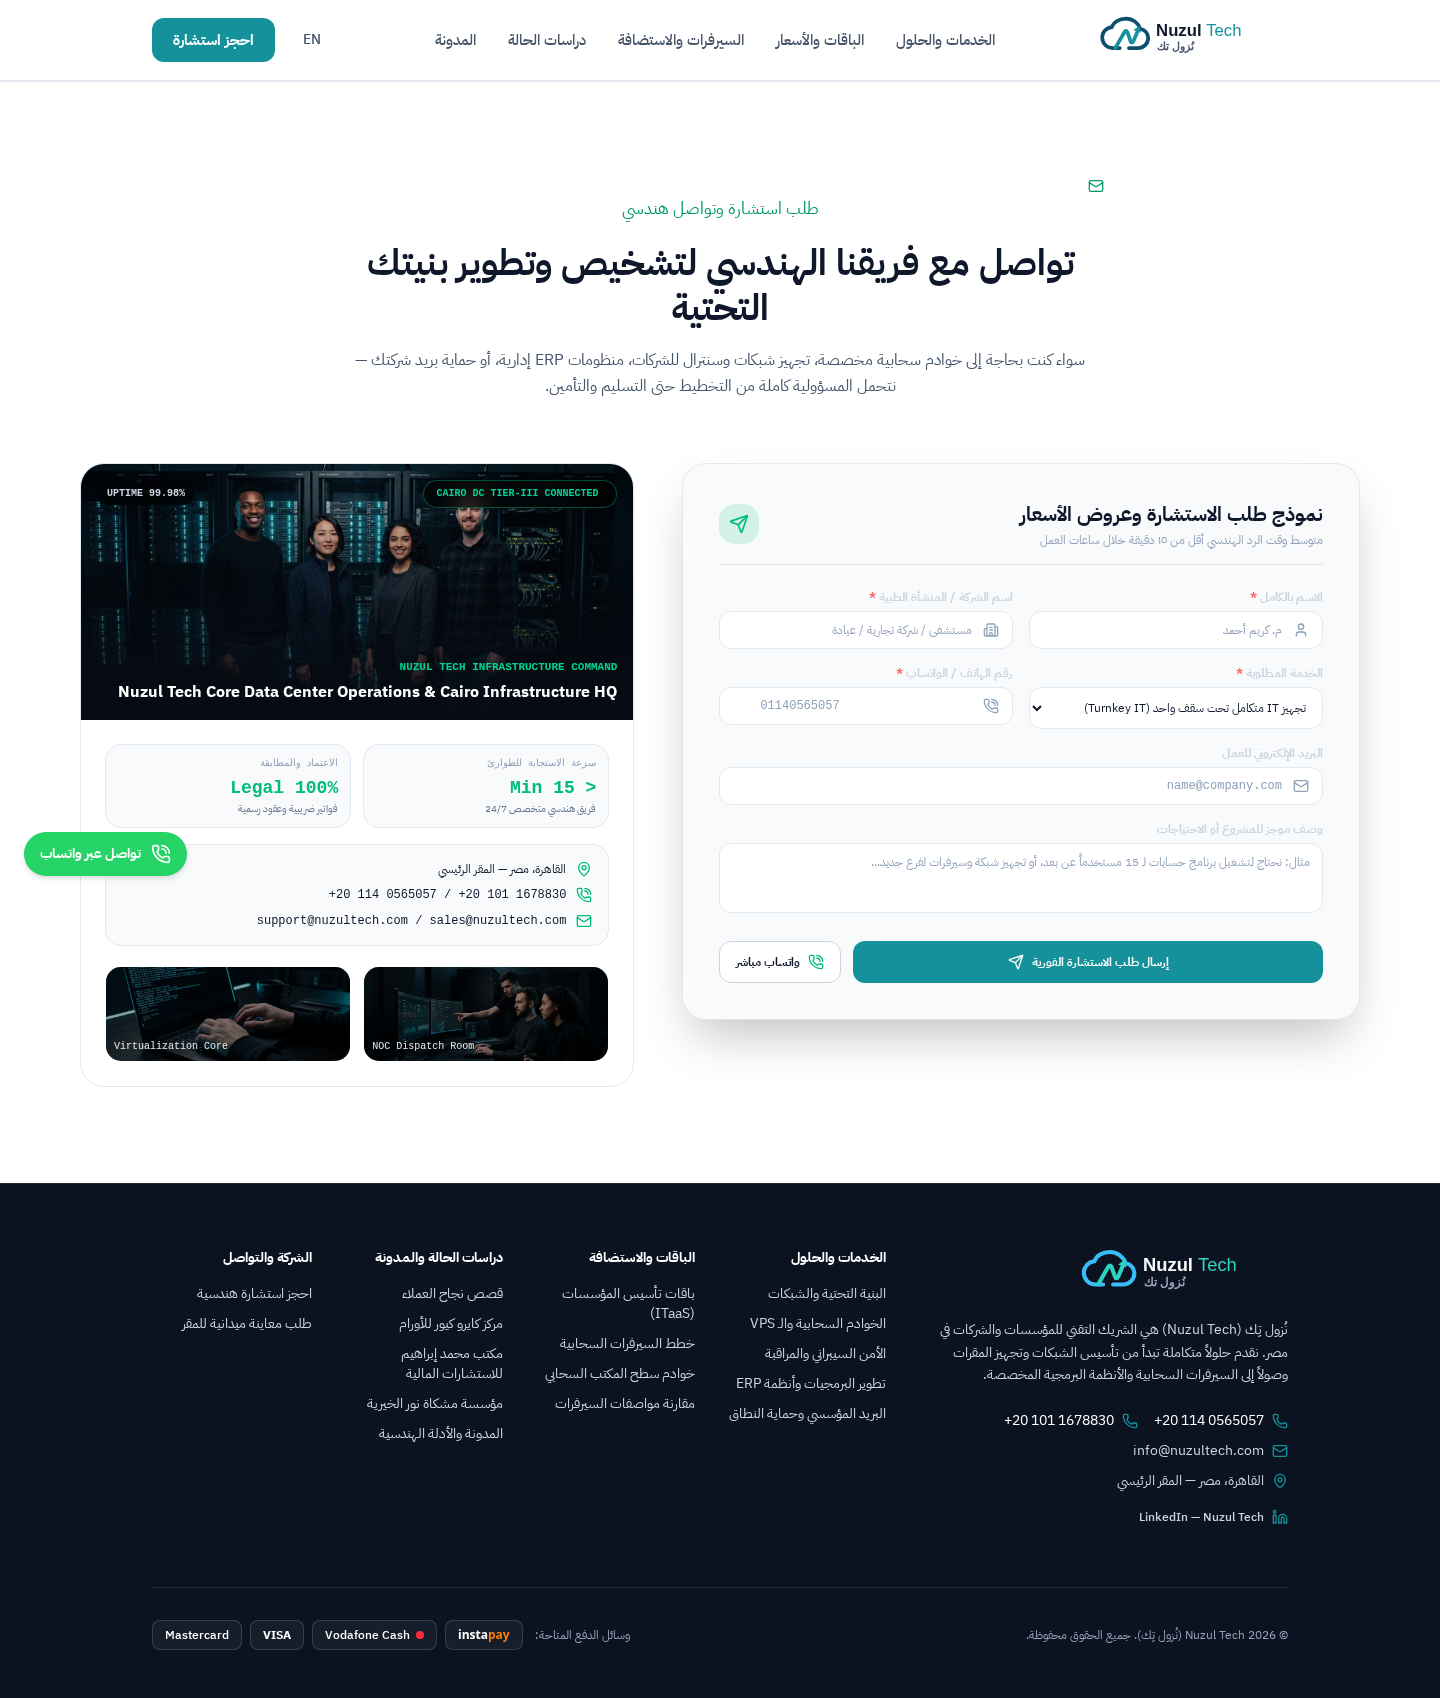 Nuzul Tech
نُزول تك
الخدمات والحلول
الباقات والأسعار
السيرفرات والاستضافة
دراسات الحالة
المدونة
EN
احجز استشارة
طلب استشارة وتواصل هندسي
تواصل مع فريقنا الهندسي لتشخيص وتطوير بنيتك
التحتية
سواء كنت بحاجة إلى خوادم سحابية مخصصة، تجهيز شبكات وسنترال للشركات، منظومات ERP إدارية، أو حماية بريد شركتك —
نتحمل المسؤولية كاملة من التخطيط حتى التسليم والتأمين.
نموذج طلب الاستشارة وعروض الأسعار
متوسط وقت الرد الهندسي أقل من ١٥ دقيقة خلال ساعات العمل
الاسم بالكامل *
اسم الشركة / المنشأة الطبية *
م. كريم أحمد
مستشفى / شركة تجارية / عيادة
الخدمة المطلوبة *
رقم الهاتف / الواتساب *
تجهيز IT متكامل تحت سقف واحد (Turnkey IT)
01140565057
البريد الإلكتروني للعمل
name@company.com
وصف موجز للمشروع أو الاحتياجات
مثال: نحتاج لتشغيل برنامج حسابات لـ 15 مستخدماً عن بعد، أو تجهيز شبكة وسيرفرات لفرع جديد...
إرسال طلب الاستشارة الفورية
واتساب مباشر
CAIRO DC TIER-III CONNECTED
UPTIME 99.98%
NUZUL TECH INFRASTRUCTURE COMMAND
Nuzul Tech Core Data Center Operations & Cairo Infrastructure HQ
سرعة الاستجابة للطوارئ
< 15 Min
فريق هندسي متخصص 24/7
الاعتماد والمطابقة
100% Legal
فواتير ضريبية وعقود رسمية
القاهرة، مصر — المقر الرئيسي
+20 114 0565057 / +20 101 1678830
support@nuzultech.com / sales@nuzultech.com
NOC Dispatch Room
Virtualization Core
تواصل عبر واتساب
Nuzul Tech
نُزول تك
نُزول تِك (Nuzul Tech) هي الشريك التقني للمؤسسات والشركات في
مصر. نقدم حلولاً متكاملة تبدأ من تأسيس الشبكات وتجهيز المقرات
وصولاً إلى السيرفرات السحابية والأنظمة البرمجية المخصصة.
+20 114 0565057
+20 101 1678830
info@nuzultech.com
القاهرة، مصر — المقر الرئيسي
LinkedIn — Nuzul Tech
الخدمات والحلول
البنية التحتية والشبكات
الخوادم السحابية والـ VPS
الأمن السيبراني والمراقبة
تطوير البرمجيات وأنظمة ERP
البريد المؤسسي وحماية النطاق
الباقات والاستضافة
باقات تأسيس المؤسسات
(ITaaS)
خطط السيرفرات السحابية
خوادم سطح المكتب السحابي
مقارنة مواصفات السيرفرات
دراسات الحالة والمدونة
قصص نجاح العملاء
مركز كايرو كيور للأورام
مكتب محمد إبراهيم
للاستشارات المالية
مؤسسة مشكاة نور الخيرية
المدونة والأدلة الهندسية
الشركة والتواصل
احجز استشارة هندسية
طلب معاينة ميدانية للمقر
© 2026 Nuzul Tech (نُزول تِك). جميع الحقوق محفوظة.
وسائل الدفع المتاحة:
instapay
Vodafone Cash
VISA
Mastercard